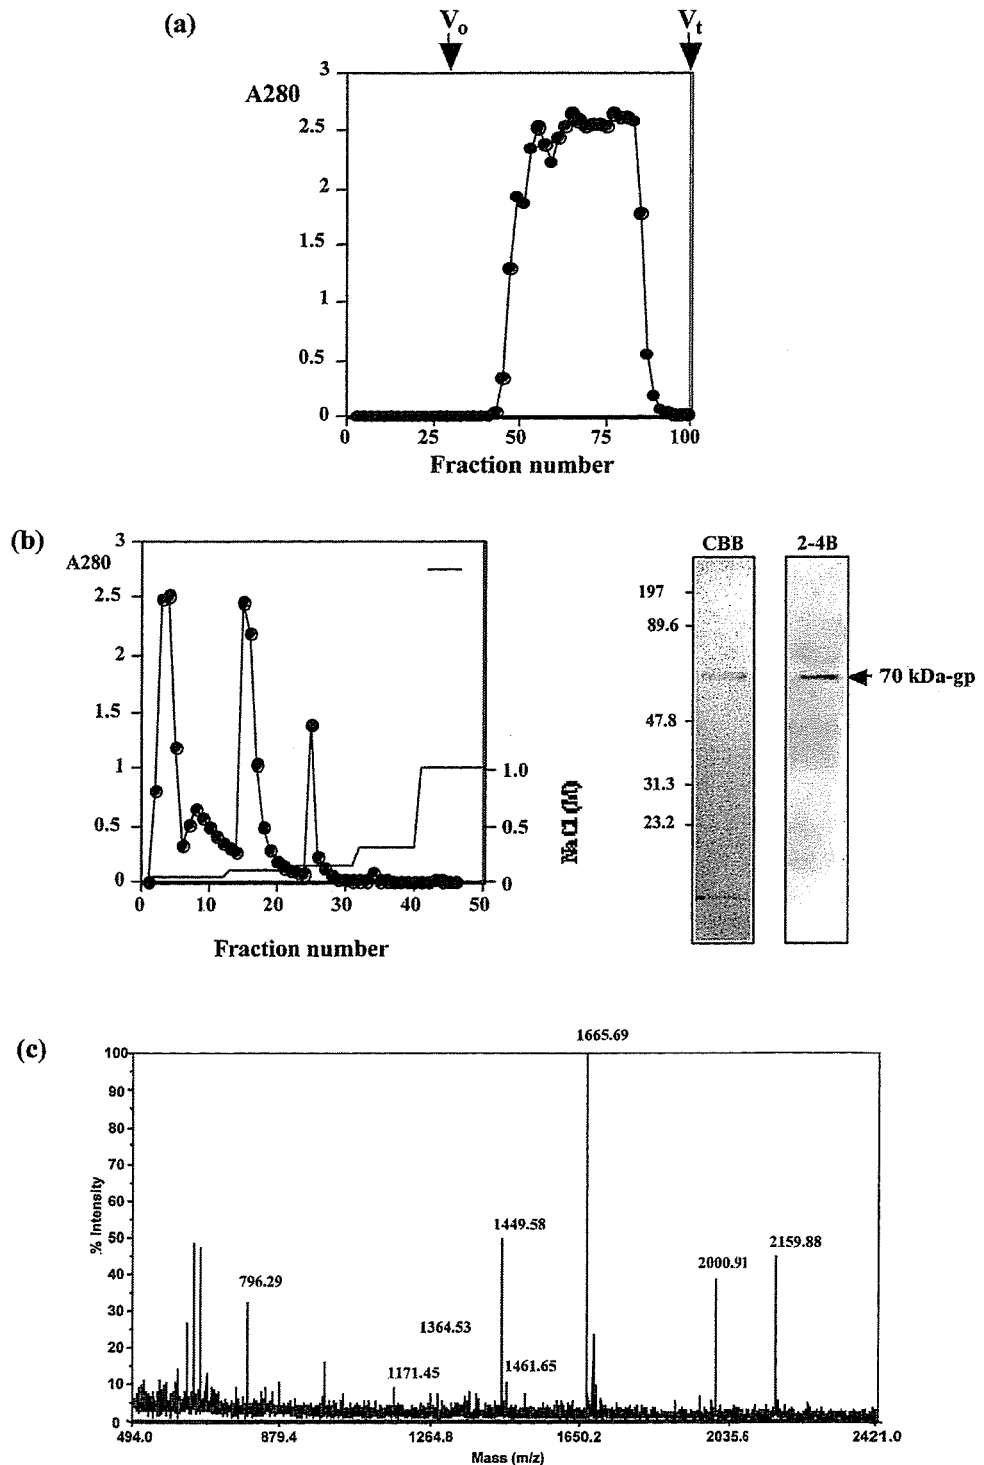 (a)
Vo
Vt
A280
3
2.5
2
1.5
1
0.5
0
0 25 50 75 100
Fraction number
(b)
A280
3
2.5
2
1.5
1
0.5
0
1.0
0.5
0
NaCl (M)
0 10 20 30 40 50
Fraction number
CBB
2-4B
197
89.6
70 kDa-gp
47.8
31.3
23.2
(c)
1665.69
100
90
80
70
60
50
40
30
20
10
0
% Intensity
1449.58
2159.88
2000.91
796.29
1364.53
1171.45
1461.65
494.0 879.4 1264.8 1650.2 2035.6 2421.0
Mass (m/z)